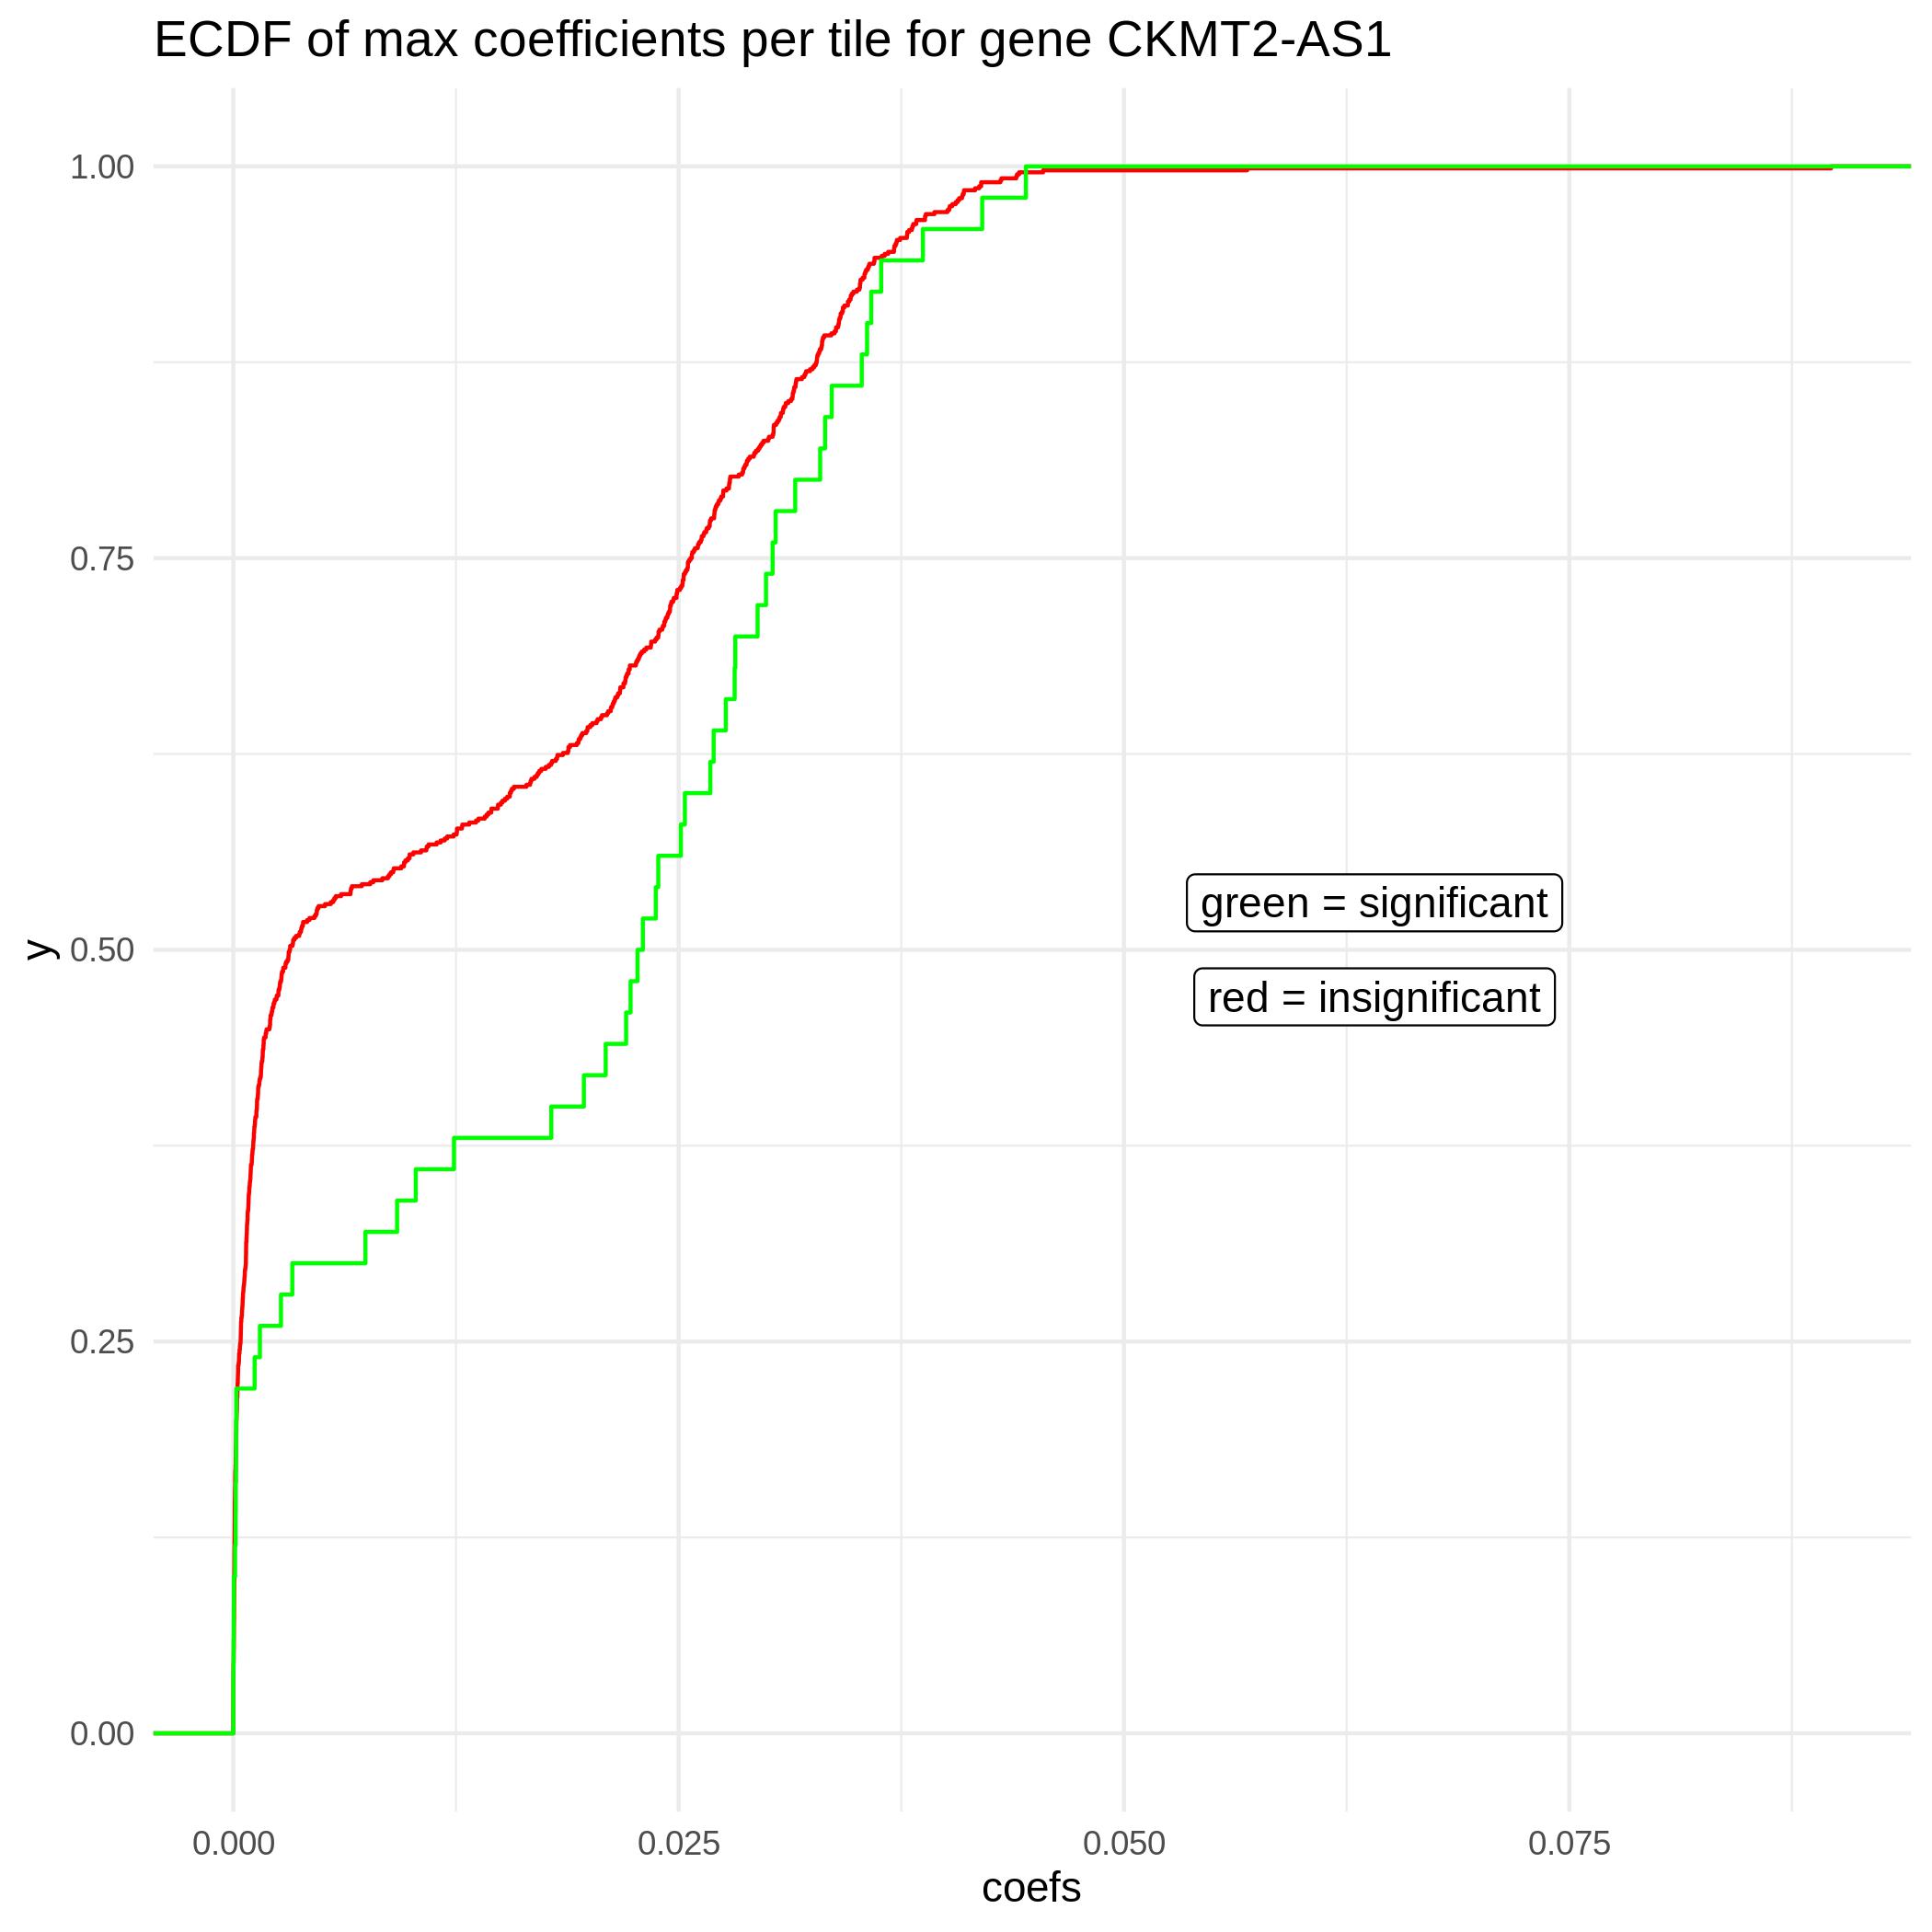 ECDF of max coefficients per tile for gene CKMT2-AS1
1.00
0.75
0.50
0.25
0.00
y
green = significant
red = insignificant
0.000 0.025 0.050 0.075
coefs